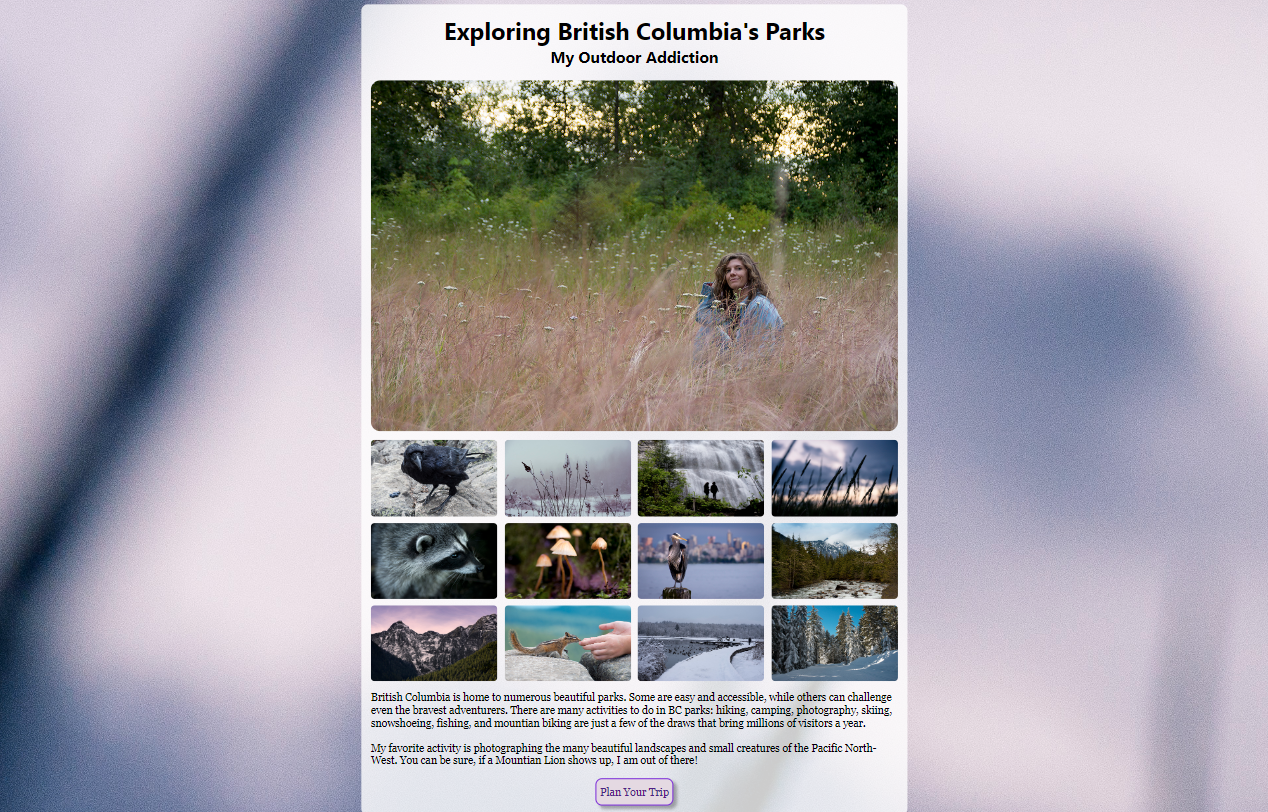 Exploring British Columbia's Parks
My Outdoor Addiction
British Columbia is home to numerous beautiful parks. Some are easy and accessible, while others can challenge
even the bravest adventurers. There are many activities to do in BC parks: hiking, camping, photography, skiing,
snowshoeing, fishing, and mountian biking are just a few of the draws that bring millions of visitors a year.
My favorite activity is photographing the many beautiful landscapes and small creatures of the Pacific North-
West. You can be sure, if a Mountian Lion shows up, I am out of there!
Plan Your Trip